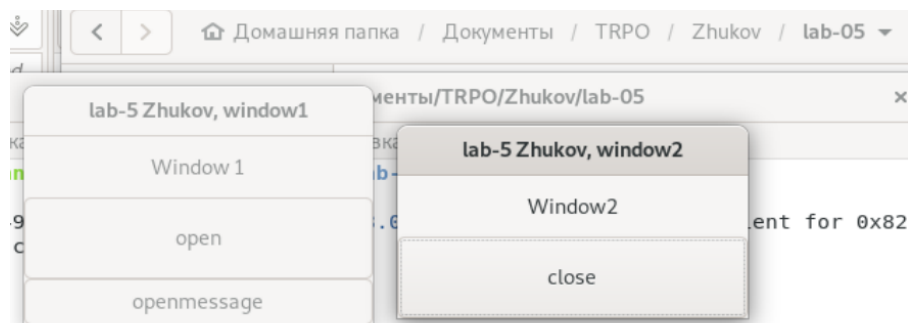 Домашняя папка / Документы / TRPO / Zhukov / lab-05
менты/TRPO/Zhukov/lab-05 ×
lab-5 Zhukov, window1
Window 1
open
openmessage
lab-5 Zhukov, window2
Window2
close
ent for 0x82